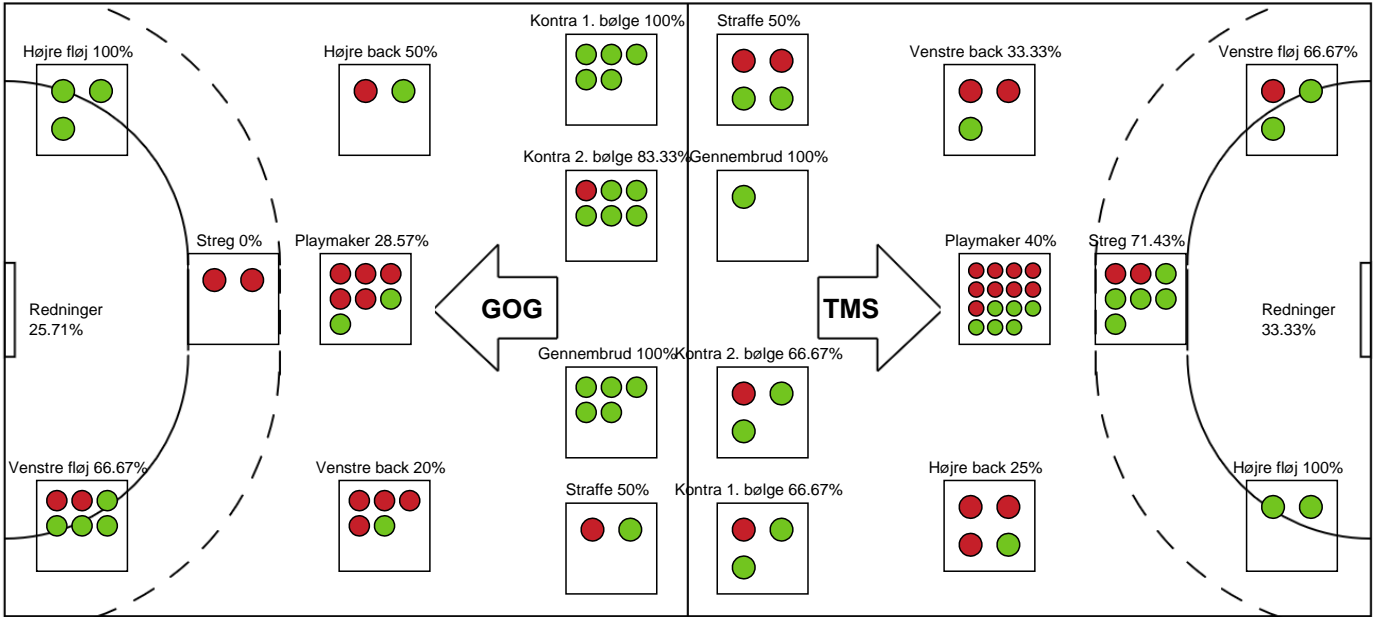 Kontra 1. bølge 100%
Straffe 50%
Højre fløj 100%
Højre back 50%
Venstre back 33.33%
Venstre fløj 66.67%
Kontra 2. bølge 83.33%
Gennembrud 100%
Streg 0%
Playmaker 28.57%
Playmaker 40%
Streg 71.43%
Redninger
25.71%
GOG
TMS
Redninger
33.33%
Gennembrud 100%
Kontra 2. bølge 66.67%
Venstre fløj 66.67%
Venstre back 20%
Højre back 25%
Højre fløj 100%
Straffe 50%
Kontra 1. bølge 66.67%